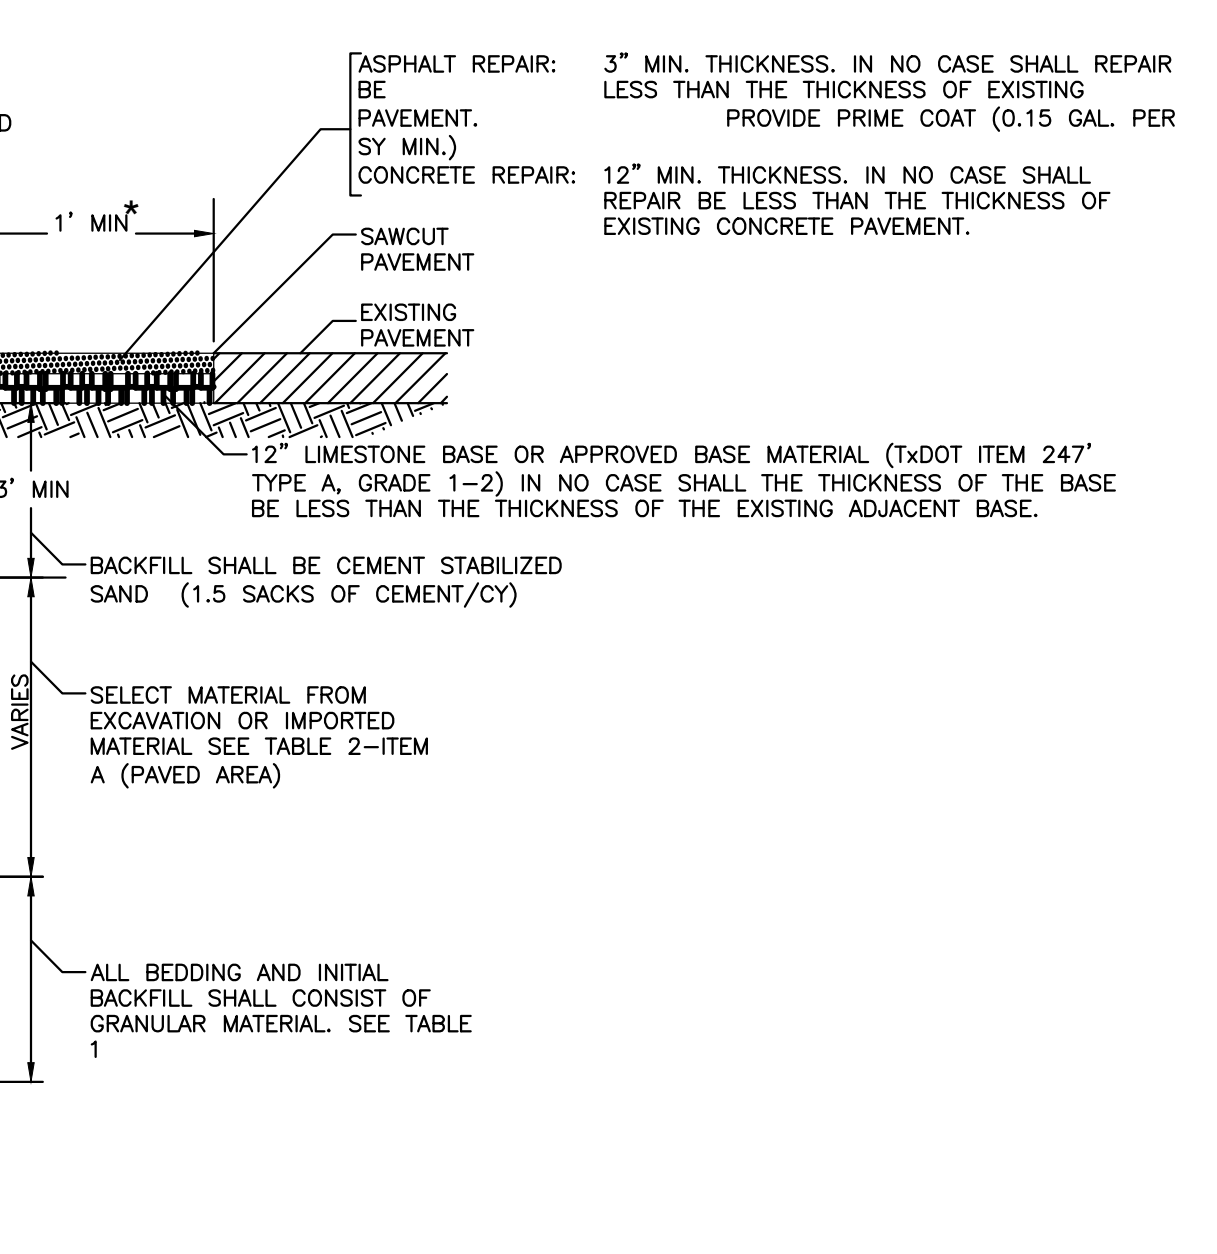 ASPHALT REPAIR: 3” MIN. THICKNESS. IN NO CASE SHALL REPAIR
BE LESS THAN THE THICKNESS OF EXISTING
PAVEMENT. PROVIDE PRIME COAT (0.15 GAL. PER
SY MIN.)
CONCRETE REPAIR: 12” MIN. THICKNESS. IN NO CASE SHALL
REPAIR BE LESS THAN THE THICKNESS OF
EXISTING CONCRETE PAVEMENT.
D
1' MIN*
SAWCUT
PAVEMENT
EXISTING
PAVEMENT
12” LIMESTONE BASE OR APPROVED BASE MATERIAL (TxDOT ITEM 247'
TYPE A, GRADE 1-2) IN NO CASE SHALL THE THICKNESS OF THE BASE
BE LESS THAN THE THICKNESS OF THE EXISTING ADJACENT BASE.
3' MIN
BACKFILL SHALL BE CEMENT STABILIZED
SAND (1.5 SACKS OF CEMENT/CY)
VARIES
SELECT MATERIAL FROM
EXCAVATION OR IMPORTED
MATERIAL SEE TABLE 2-ITEM
A (PAVED AREA)
ALL BEDDING AND INITIAL
BACKFILL SHALL CONSIST OF
GRANULAR MATERIAL. SEE TABLE
1